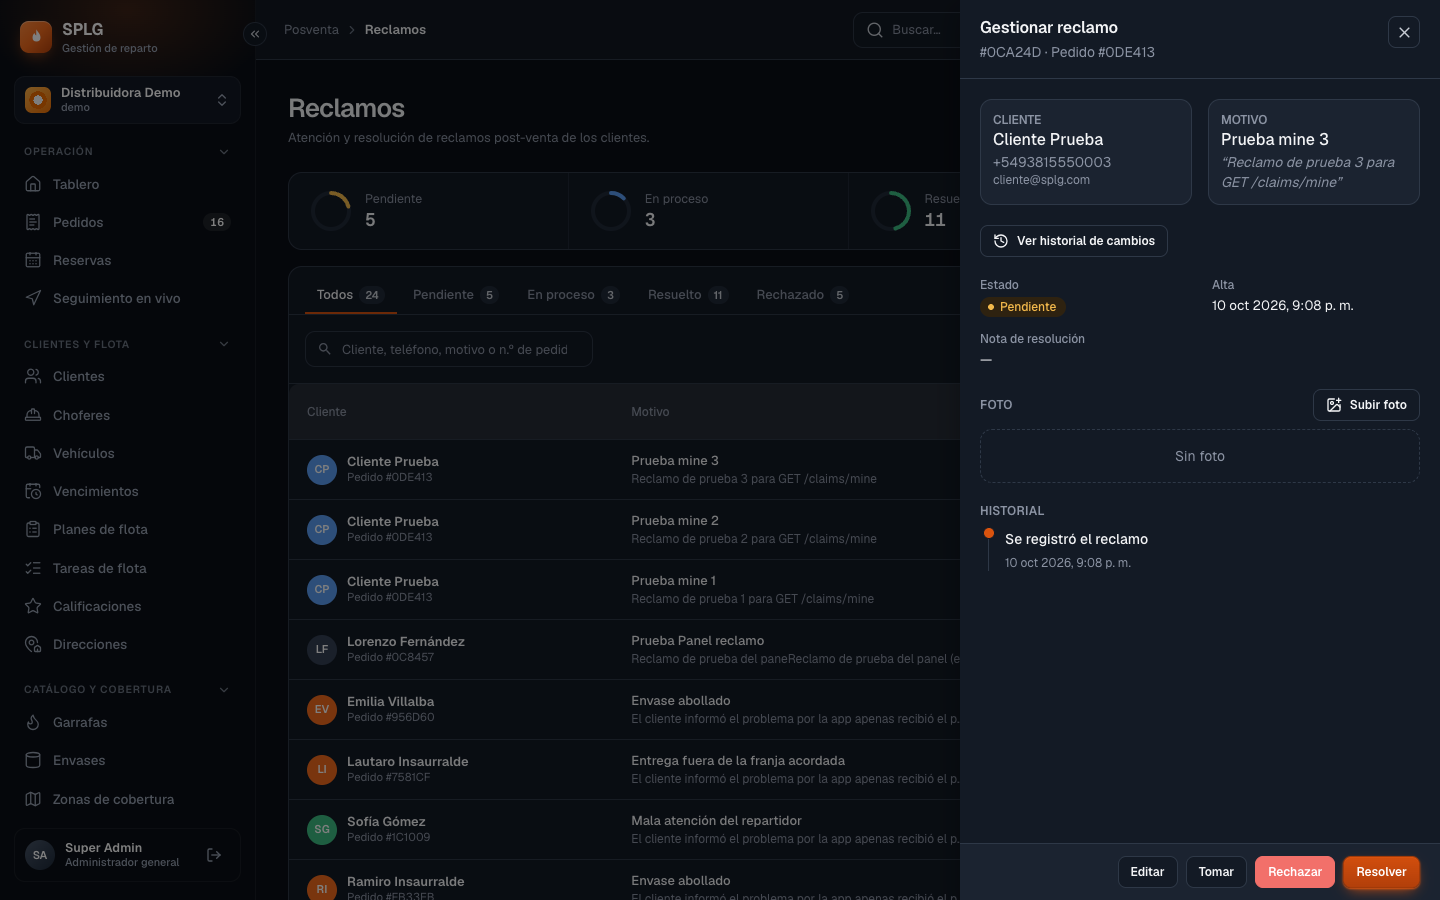 SPLG
Gestión de reparto
Distribuidora Demo
demo
OPERACIÓN
Tablero
Pedidos
16
Reservas
Seguimiento en vivo
CLIENTES Y FLOTA
Clientes
Choferes
Vehículos
Vencimientos
Planes de flota
Tareas de flota
Calificaciones
Direcciones
CATÁLOGO Y COBERTURA
Garrafas
Envases
Zonas de cobertura
SA
Super Admin
Administrador general
Posventa
Reclamos
Buscar...
Reclamos
Atención y resolución de reclamos post-venta de los clientes.
Pendiente
5
En proceso
3
Resue
11
Todos 24
Pendiente 5
En proceso 3
Resuelto 11
Rechazado 5
Cliente, teléfono, motivo o n.º de pedid
Cliente
Motivo
CP
Cliente Prueba
Pedido #0DE413
Prueba mine 3
Reclamo de prueba 3 para GET /claims/mine
CP
Cliente Prueba
Pedido #0DE413
Prueba mine 2
Reclamo de prueba 2 para GET /claims/mine
CP
Cliente Prueba
Pedido #0DE413
Prueba mine 1
Reclamo de prueba 1 para GET /claims/mine
LF
Lorenzo Fernández
Pedido #0C8457
Prueba Panel reclamo
Reclamo de prueba del paneReclamo de prueba del panel (e
EV
Emilia Villalba
Pedido #956D60
Envase abollado
El cliente informó el problema por la app apenas recibió el p.
LI
Lautaro Insaurralde
Pedido #7581CF
Entrega fuera de la franja acordada
El cliente informó el problema por la app apenas recibió el p.
SG
Sofía Gómez
Pedido #1C1009
Mala atención del repartidor
El cliente informó el problema por la app apenas recibió el p.
RI
Ramiro Insaurralde
Pedido #FB33FB
Envase abollado
El cliente informó el problema por la app apenas recibió el p.
Gestionar reclamo
#0CA24D · Pedido #0DE413
CLIENTE
Cliente Prueba
+5493815550003
cliente@splg.com
MOTIVO
Prueba mine 3
“Reclamo de prueba 3 para
GET /claims/mine”
Ver historial de cambios
Estado
Pendiente
Alta
10 oct 2026, 9:08 p. m.
Nota de resolución
—
FOTO
Subir foto
Sin foto
HISTORIAL
Se registró el reclamo
10 oct 2026, 9:08 p. m.
Editar
Tomar
Rechazar
Resolver